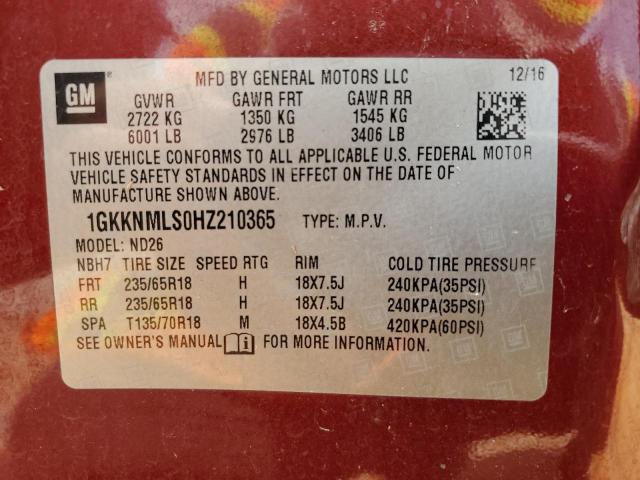 GM ® MFD BY GENERAL MOTORS LLC 12/16
GVWR GAWR FRT GAWR RR
2722 KG 1350 KG 1545 KG
6001 LB 2976 LB 3406 LB
THIS VEHICLE CONFORMS TO ALL APPLICABLE U.S. FEDERAL MOTOR
VEHICLE SAFETY STANDARDS IN EFFECT ON THE DATE OF
MANUFACTURE SHOWN ABOVE.
1GKKNMLS0HZ210365 TYPE: M.P.V.
MODEL: ND26
NBH7 TIRE SIZE SPEED RTG RIM COLD TIRE PRESSURE
FRT 235/65R18 H 18X7.5J 240KPA(35PSI)
RR 235/65R18 H 18X7.5J 240KPA(35PSI)
SPA T135/70R18 M 18X4.5B 420KPA(60PSI)
SEE OWNER'S MANUAL FOR MORE INFORMATION.